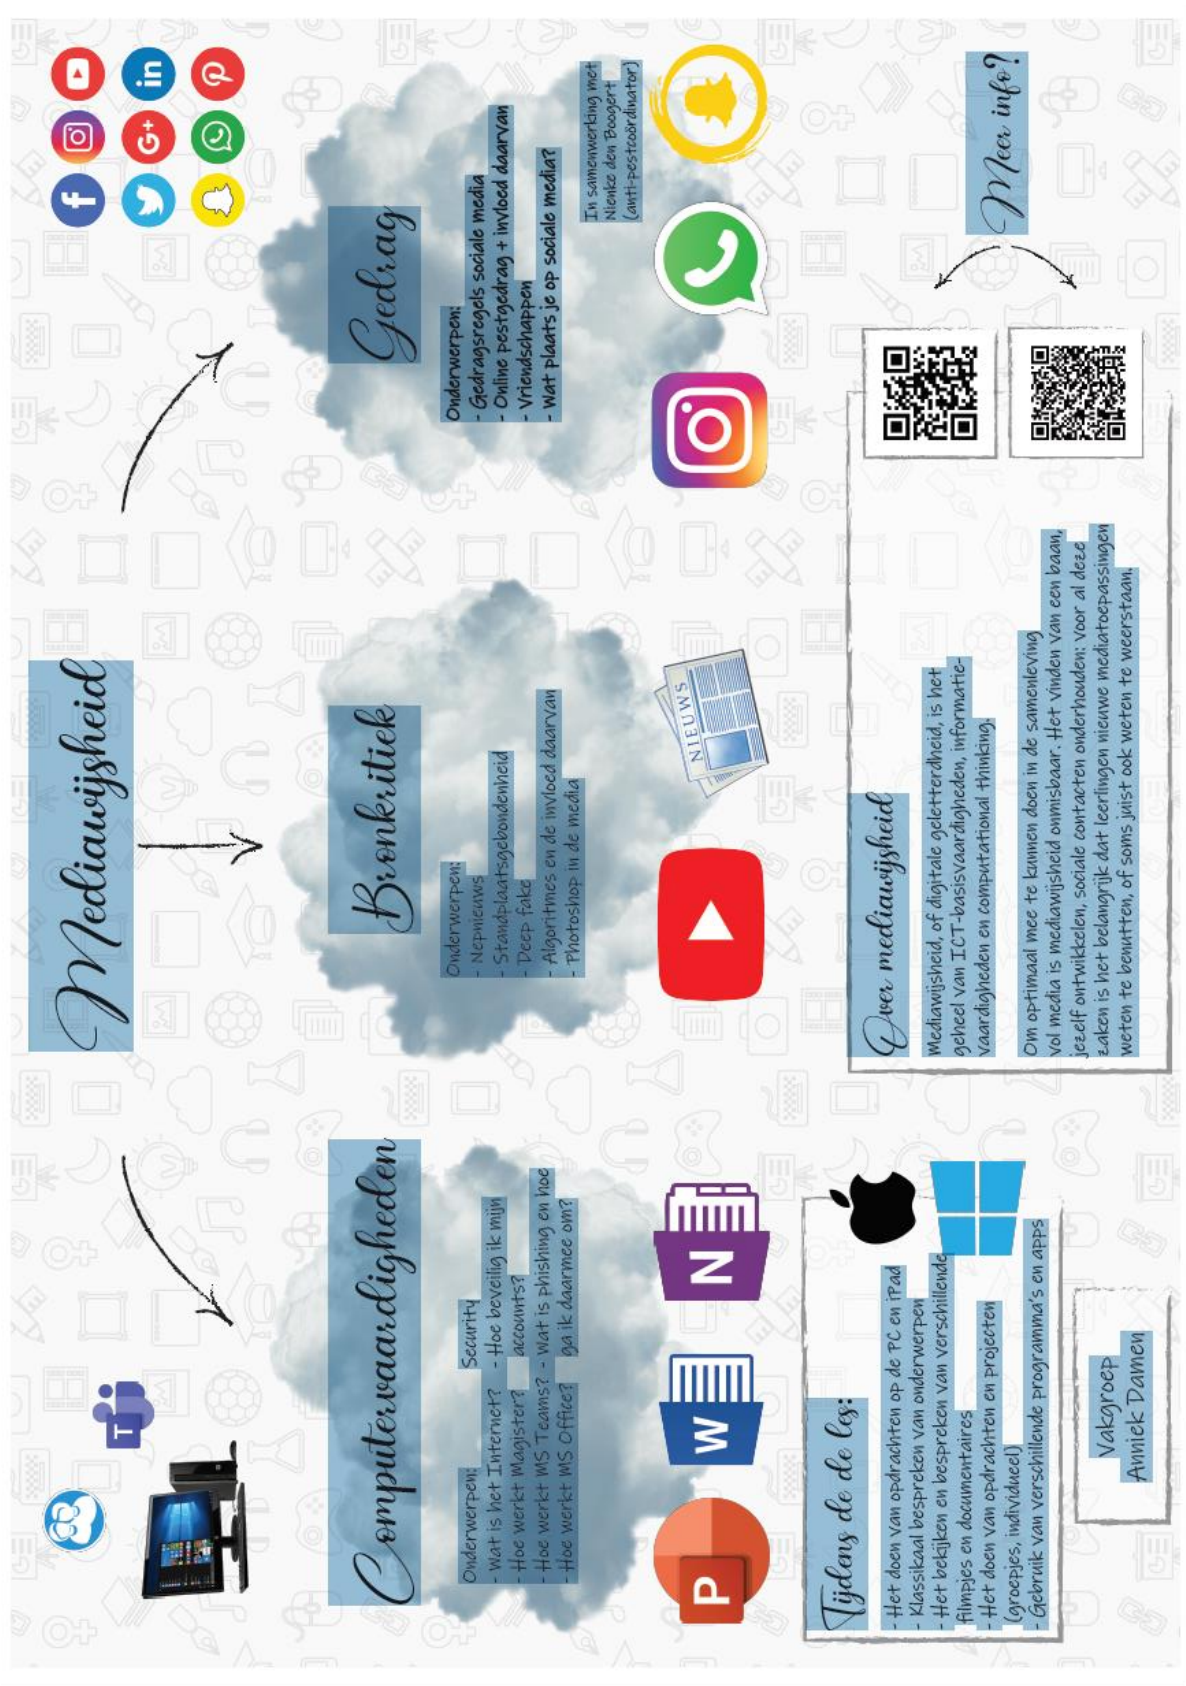 Mediawijsheid
Computervaardigheden
Onderwerpen:
- Wat is het Internet?
- Hoe werkt Magister?
- Hoe werkt MS Teams?
- Hoe werkt MS Office?
Security
- Hoe beveilig ik mijn
accounts?
- Wat is phishing en hoe
ga ik daarmee om?
Bronkritiek
Onderwerpen:
- Nepnieuws
- Standplaatsgebondenheid
- Deep fake
- Algoritmes en de invloed daarvan
- Photoshop in de media
NIEUWS
Gedrag
Onderwerpen:
- Gedragsregels sociale media
- Online pestgedrag + invloed daarvan
- Vriendschappen
- Wat plaats je op sociale media?
In samenwerking met
Nienke den Boogert
(anti-pestcoördinator)
Tijdens de les:
- Het doen van opdrachten op de PC en iPad
- Klassikaal bespreken van onderwerpen
- Het bekijken en bespreken van verschillende
filmpjes en documentaires
- Het doen van opdrachten en projecten
(groepjes, individueel)
- Gebruik van verschillende programma's en apps
Vakgroep
Anniek Damen
Over mediawijsheid
Mediawijsheid, of digitale geletterdheid, is het
geheel van ICT-basisvaardigheden, informatie-
vaardigheden en computational thinking.
Om optimaal mee te kunnen doen in de samenleving
vol media is mediawijsheid onmisbaar. Het vinden van een baan,
jezelf ontwikkelen, sociale contacten onderhouden: voor al deze
zaken is het belangrijk dat leerlingen nieuwe mediatoepassingen
weten te benutten, of soms juist ook weten te weerstaan.
Meer info?
T
P
W
N
in
G+